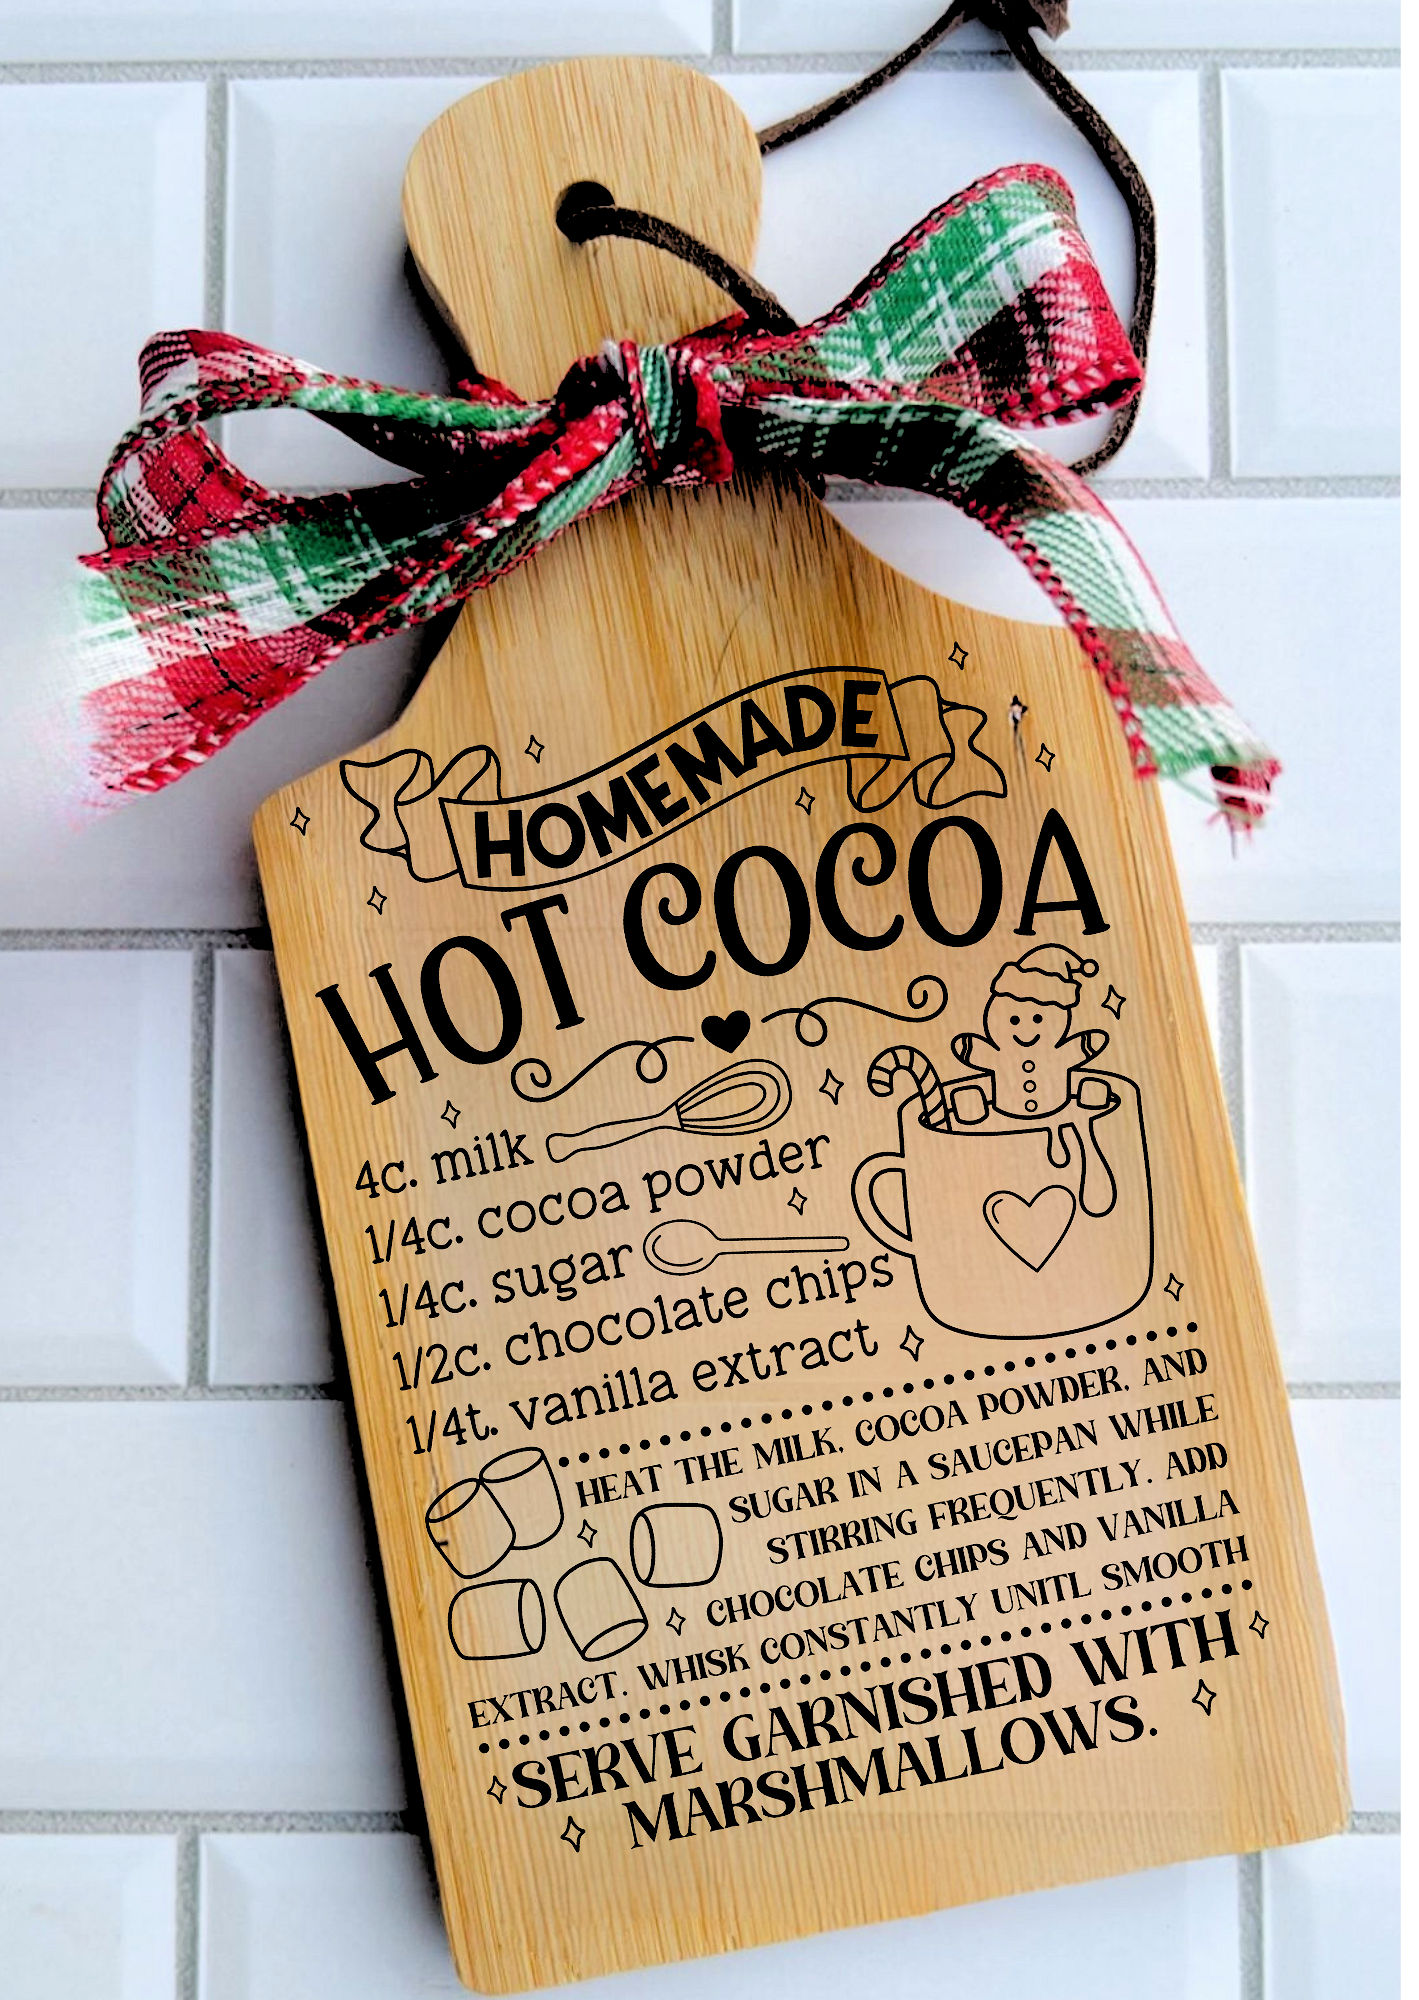 HOMEMADE
HOT COCOA
4c. milk
1/4c. cocoa powder
1/4c. sugar
1/2c. chocolate chips
1/4t. vanilla extract
HEAT THE MILK, COCOA POWDER, AND
SUGAR IN A SAUCEPAN WHILE
STIRRING FREQUENTLY. ADD
CHOCOLATE CHIPS AND VANILLA
EXTRACT. WHISK CONSTANTLY UNITL SMOOTH
SERVE GARNISHED WITH
MARSHMALLOWS.